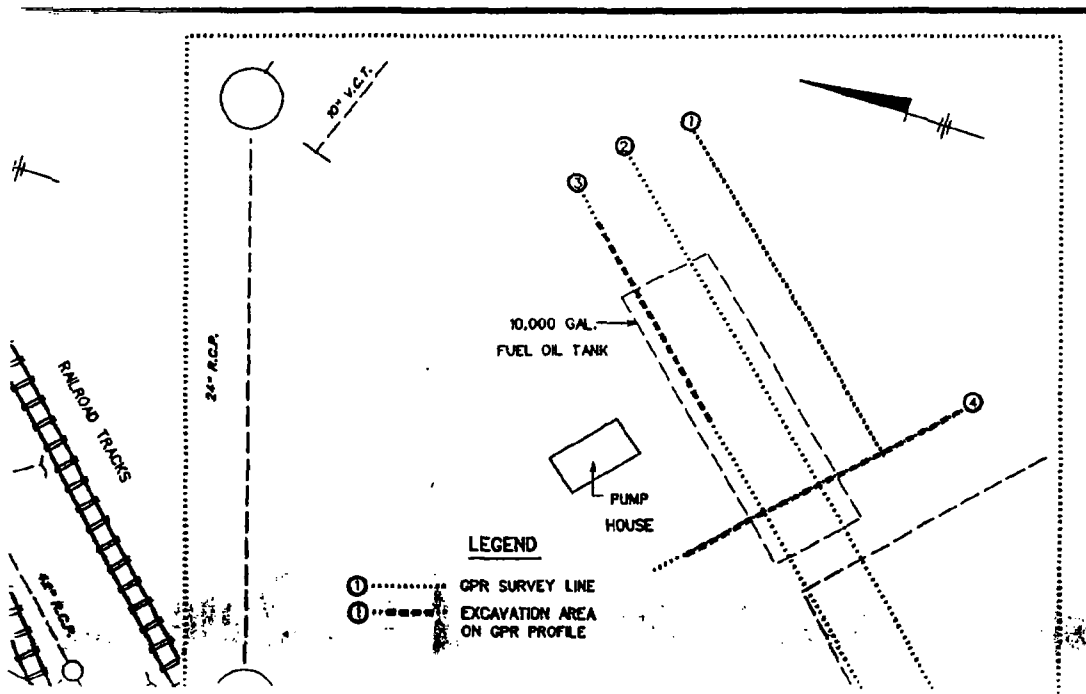 10" V.C.T.
①
②
③
24" R.C.P.
10,000 GAL.
FUEL OIL TANK
RAILROAD TRACKS
④
PUMP
HOUSE
LEGEND
① GPR SURVEY LINE
① EXCAVATION AREA
ON GPR PROFILE
48" R.C.P.